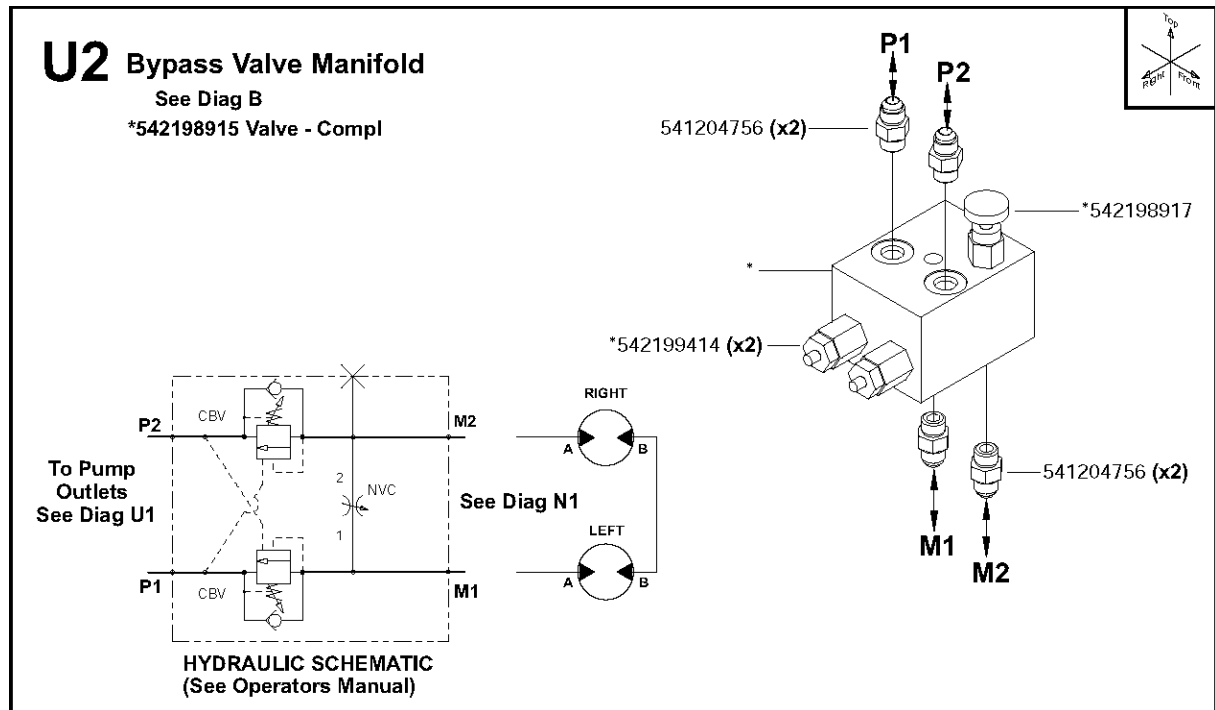 U2 Bypass Valve Manifold
See Diag B
*542198915 Valve - Compl
Top
Right
Front
P1
P2
541204756 (x2)
*542198917
*
*542199414 (x2)
541204756 (x2)
M1
M2
P2
CBV
M2
RIGHT
A
B
To Pump
Outlets
See Diag U1
2
NVC
1
See Diag N1
LEFT
A
B
P1
CBV
M1
HYDRAULIC SCHEMATIC
(See Operators Manual)